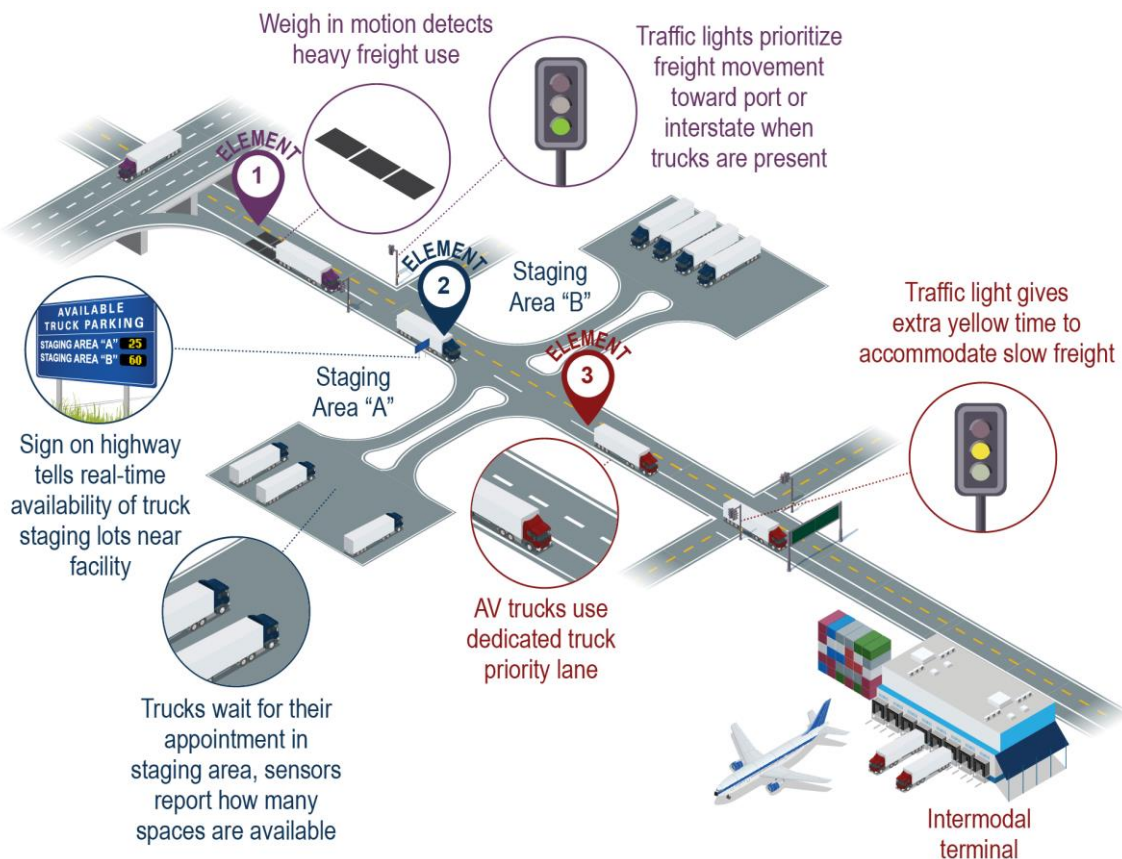 Weigh in motion detects
heavy freight use
Traffic lights prioritize
freight movement
toward port or
interstate when
trucks are present
ELEMENT
1
ELEMENT
2
Staging
Area “B”
ELEMENT
3
Traffic light gives
extra yellow time to
accommodate slow freight
AVAILABLE
TRUCK PARKING
STAGING AREA "A" 25
STAGING AREA "B" 60
Staging
Area “A”
Sign on highway
tells real-time
availability of truck
staging lots near
facility
AV trucks use
dedicated truck
priority lane
Trucks wait for their
appointment in
staging area, sensors
report how many
spaces are available
Intermodal
terminal